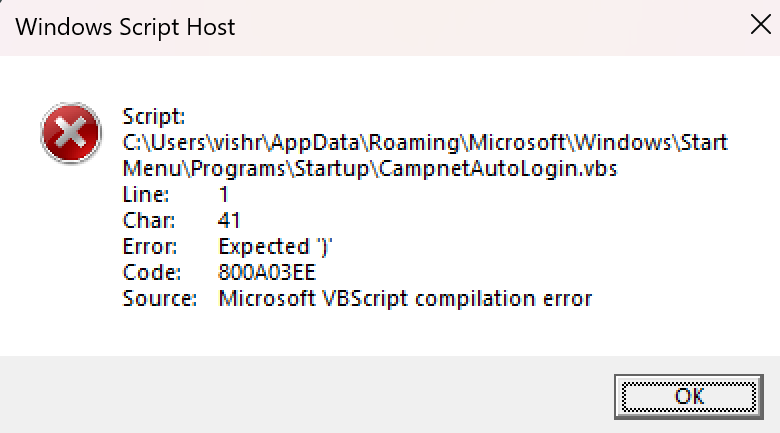 Windows Script Host
Script:
C:\Users\vishr\AppData\Roaming\Microsoft\Windows\Start
Menu\Programs\Startup\CampnetAutoLogin.vbs
Line: 1
Char: 41
Error: Expected ')'
Code: 800A03EE
Source: Microsoft VBScript compilation error
OK